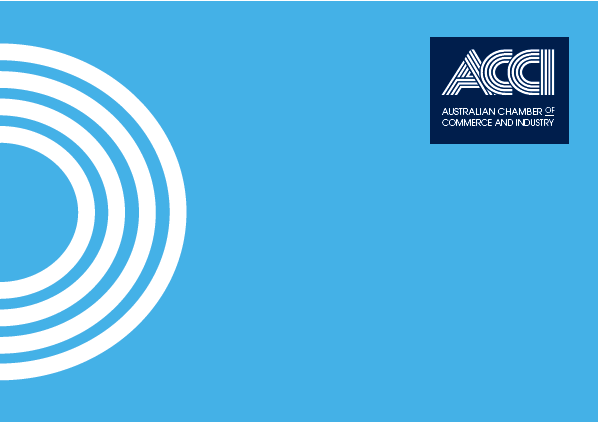 ACCI
AUSTRALIAN CHAMBER OF
COMMERCE AND INDUSTRY